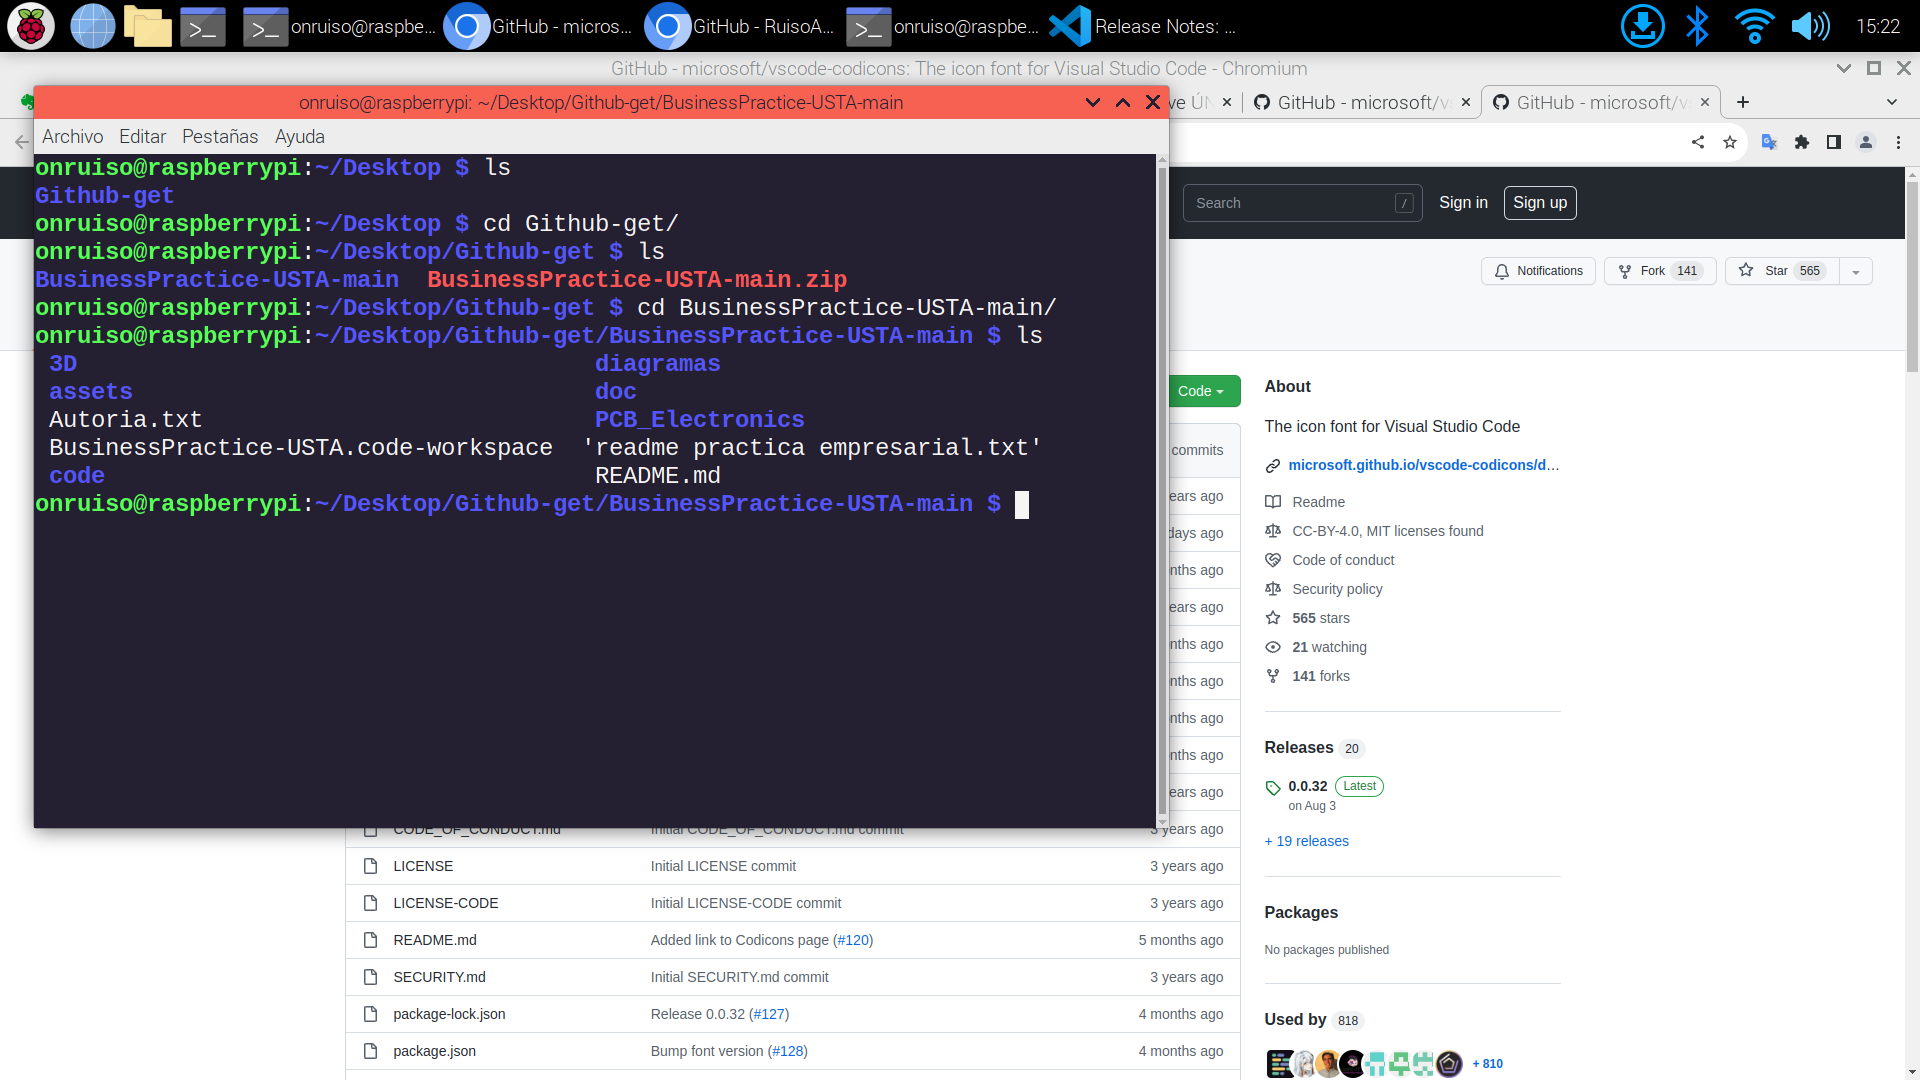 onruiso@raspbe...
GitHub - micros...
GitHub - RuisoA...
onruiso@raspbe...
Release Notes: ...
15:22
GitHub - microsoft/vscode-codicons: The icon font for Visual Studio Code - Chromium
onruiso@raspberrypi: ~/Desktop/Github-get/BusinessPractice-USTA-main
GitHub - microsoft/v
GitHub - microsoft/v
Archivo Editar Pestañas Ayuda
onruiso@raspberrypi:~/Desktop $ ls
Github-get
onruiso@raspberrypi:~/Desktop $ cd Github-get/
onruiso@raspberrypi:~/Desktop/Github-get $ ls
BusinessPractice-USTA-main BusinessPractice-USTA-main.zip
onruiso@raspberrypi:~/Desktop/Github-get $ cd BusinessPractice-USTA-main/
onruiso@raspberrypi:~/Desktop/Github-get/BusinessPractice-USTA-main $ ls
3D diagramas
assets doc
Autoria.txt PCB_Electronics
BusinessPractice-USTA.code-workspace 'readme practica empresarial.txt'
code README.md
onruiso@raspberrypi:~/Desktop/Github-get/BusinessPractice-USTA-main $
Search /
Sign in
Sign up
Notifications
Fork 141
Star 565
Code
commits
ears ago
days ago
nths ago
ears ago
nths ago
nths ago
nths ago
nths ago
ears ago
CODE_OF_CONDUCT.md Initial CODE_OF_CONDUCT.md commit 3 years ago
LICENSE Initial LICENSE commit 3 years ago
LICENSE-CODE Initial LICENSE-CODE commit 3 years ago
README.md Added link to Codicons page (#120) 5 months ago
SECURITY.md Initial SECURITY.md commit 3 years ago
package-lock.json Release 0.0.32 (#127) 4 months ago
package.json Bump font version (#128) 4 months ago
About
The icon font for Visual Studio Code
microsoft.github.io/vscode-codicons/d...
Readme
CC-BY-4.0, MIT licenses found
Code of conduct
Security policy
565 stars
21 watching
141 forks
Releases 20
0.0.32 Latest
on Aug 3
+ 19 releases
Packages
No packages published
Used by 818
+ 810